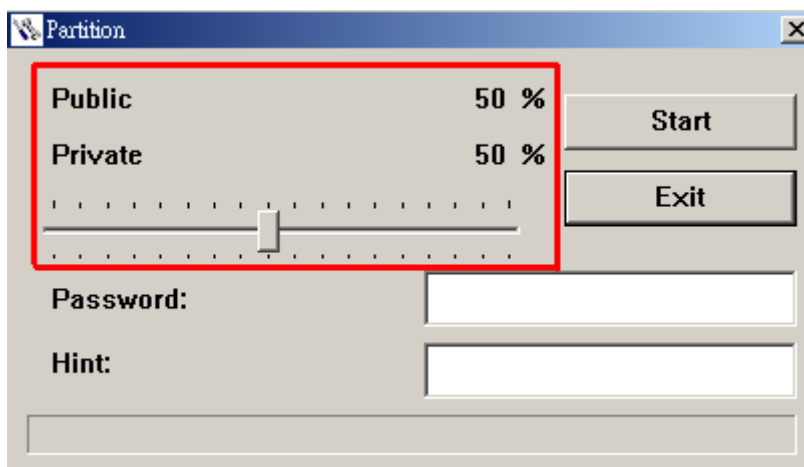 Partition
Public 50 %
Private 50 %
Start
Exit
Password:
Hint: